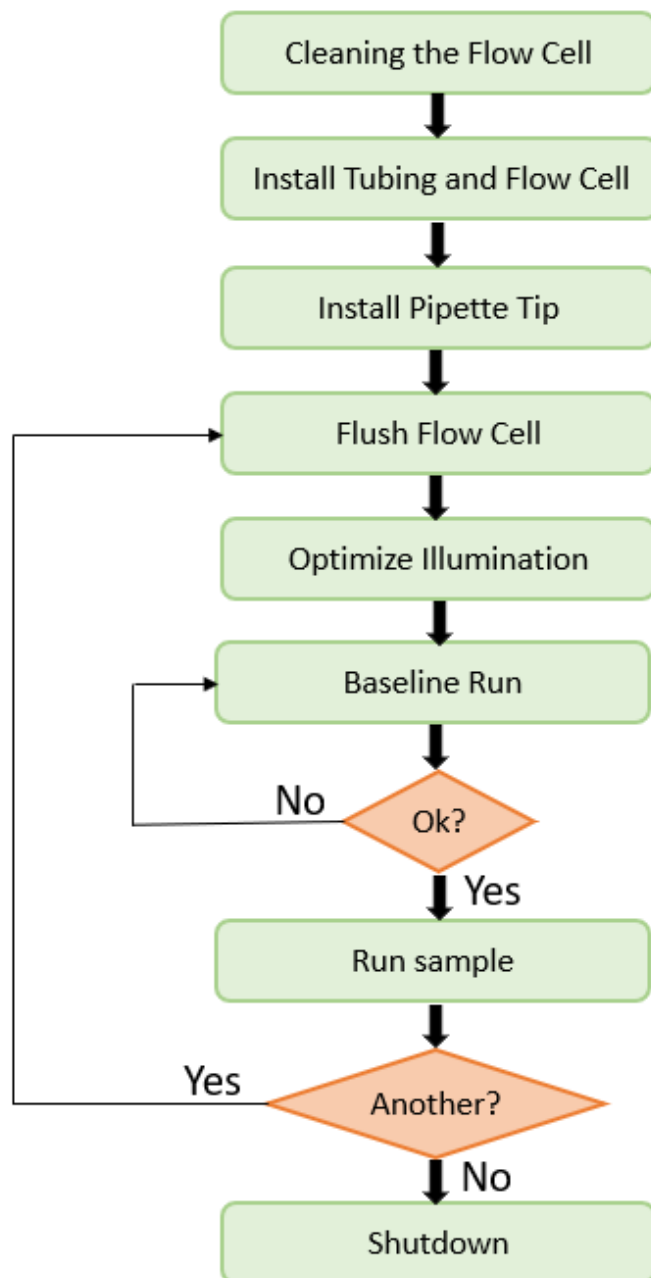 Cleaning the Flow Cell
Install Tubing and Flow Cell
Install Pipette Tip
Flush Flow Cell
Optimize Illumination
Baseline Run
No
Ok?
Yes
Run sample
Yes
Another?
No
Shutdown